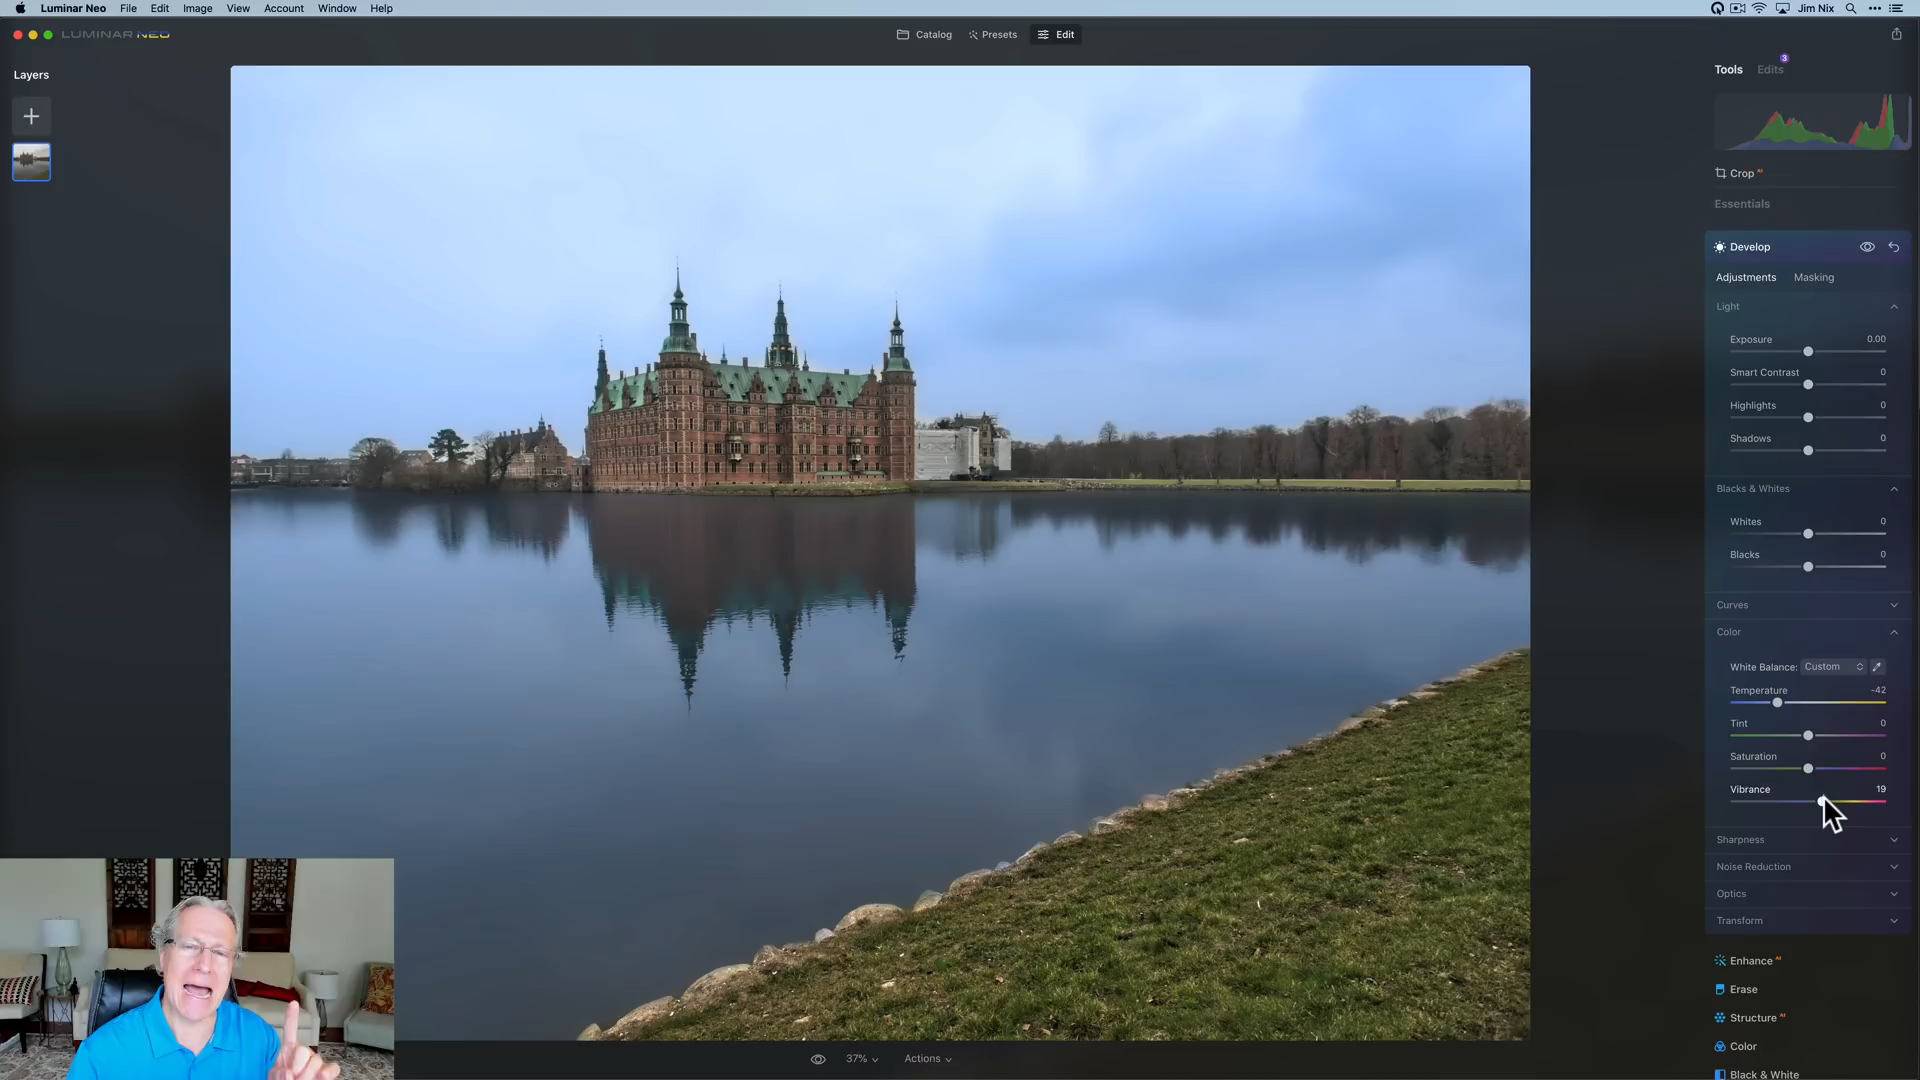 Luminar Neo File Edit Image View Account Window Help Jim Nix
LUMINAR NEO Catalog Presets Edit
Layers
Tools Edits 3
Crop AI
Essentials
Develop
Adjustments Masking
Light
Exposure 0.00
Smart Contrast 0
Highlights 0
Shadows 0
Blacks & Whites
Whites 0
Blacks 0
Curves
Color
White Balance: Custom
Temperature -42
Tint 0
Saturation 0
Vibrance 19
Sharpness
Noise Reduction
Optics
Transform
Enhance AI
Erase
Structure AI
Color
Black & White
37% Actions